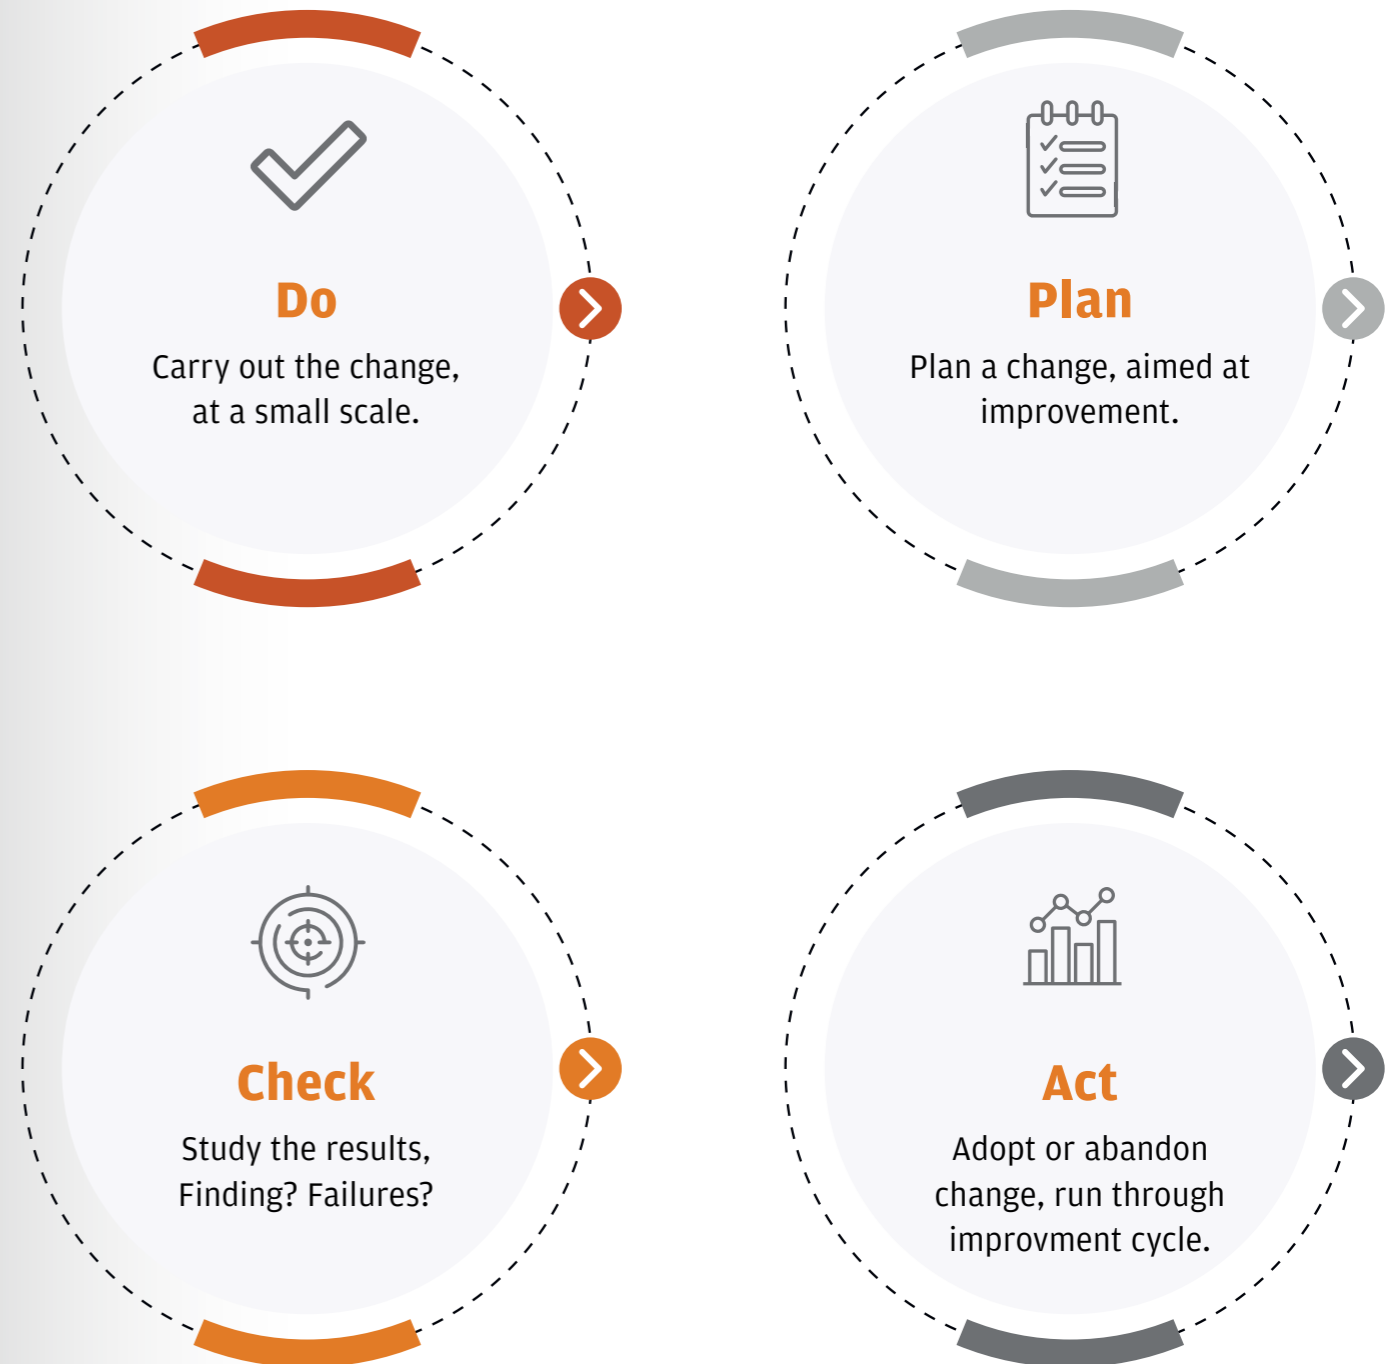 Do
Carry out the change,
at a small scale.
Plan
Plan a change, aimed at
improvement.
Check
Study the results,
Finding? Failures?
Act
Adopt or abandon
change, run through
improvment cycle.